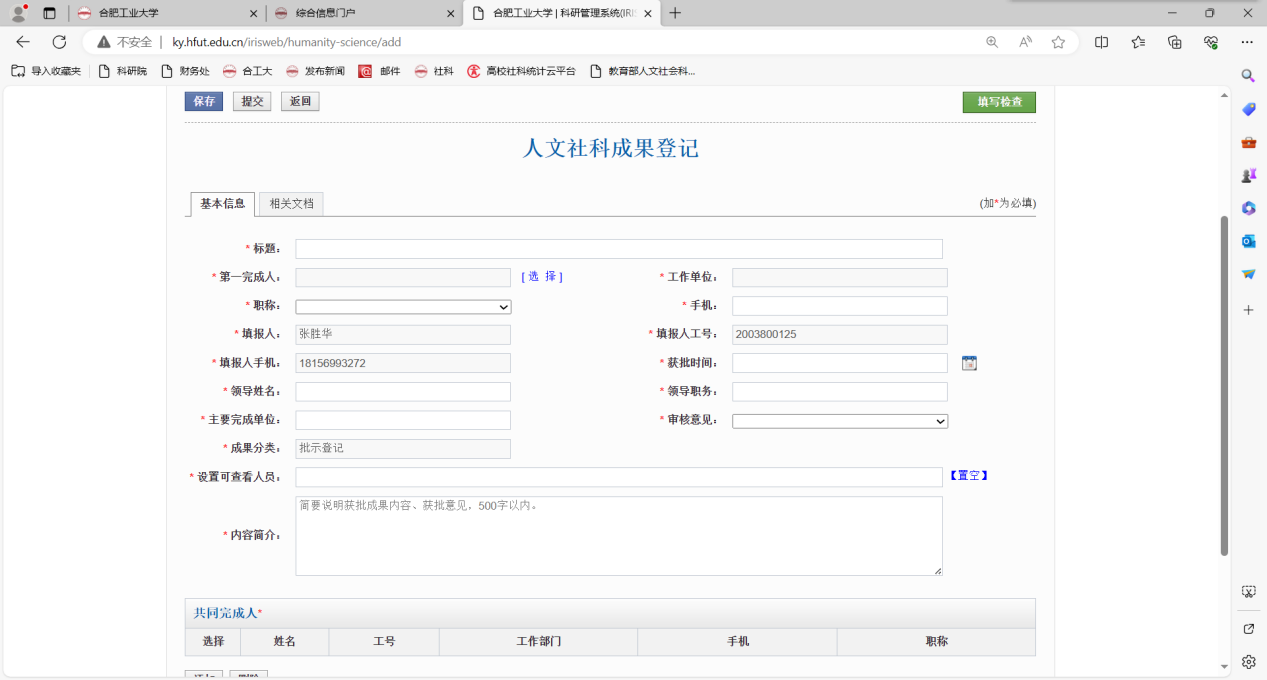 合肥工业大学
综合信息门户
合肥工业大学 | 科研管理系统(IRIS
不安全 | ky.hfut.edu.cn/irisweb/humanity-science/add
导入收藏夹 科研院 财务处 合工大 发布新闻 邮件 社科 高校社科统计云平台 教育部人文社会科...
保存 提交 返回 填写检查
人文社科成果登记
基本信息 相关文档 (加*为必填)
* 标题：
* 第一完成人： [ 选 择 ] * 工作单位：
* 职称： * 手机：
* 填报人： 张胜华 * 填报人工号： 2003800125
* 填报人手机： 18156993272 * 获批时间：
* 领导姓名： * 领导职务：
* 主要完成单位： * 审核意见：
* 成果分类： 批示登记
* 设置可查看人员： 【置空】
* 内容简介： 简要说明获批成果内容、获批意见，500字以内。
共同完成人*
选择 姓名 工号 工作部门 手机 职称